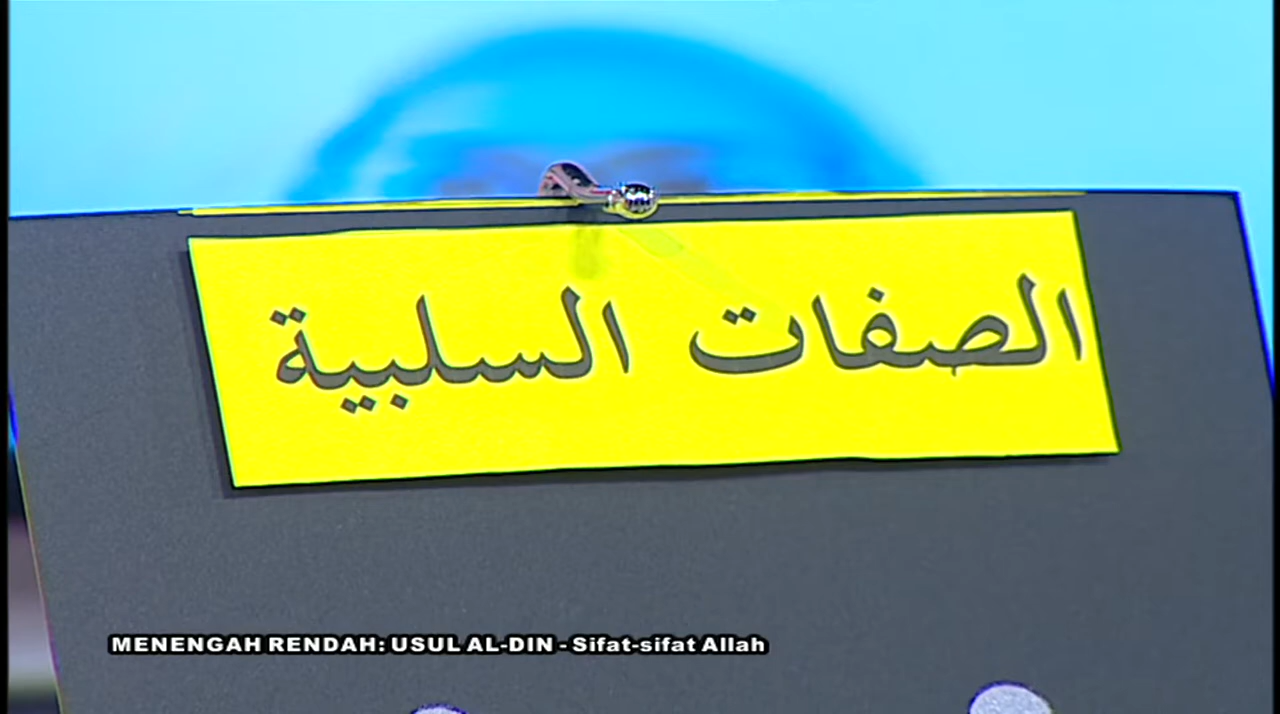 الصفات السلبية
MENENGAH RENDAH: USUL AL-DIN - Sifat-sifat Allah